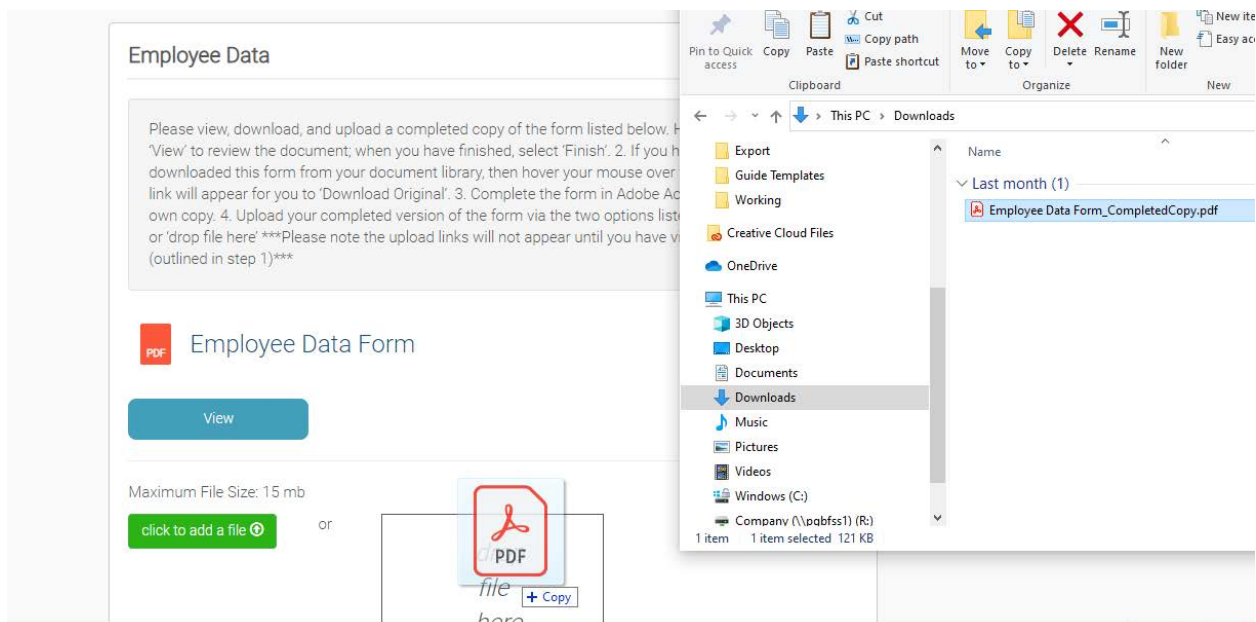 Employee Data
Please view, download, and upload a completed copy of the form listed below.
'View' to review the document; when you have finished, select 'Finish'. 2. If you
downloaded this form from your document library, then hover your mouse over
link will appear for you to 'Download Original'. 3. Complete the form in Adobe
own copy. 4. Upload your completed version of the form via the two options
or 'drop file here' ***Please note the upload links will not appear until you have
(outlined in step 1)***
PDF
Employee Data Form
View
Maximum File Size: 15 mb
click to add a file
or
drop
PDF
file
+ Copy
here
Pin to Quick access
Copy
Paste
Cut
Copy path
Paste shortcut
Clipboard
Move to
Copy to
Delete
Rename
Organize
New folder
New
Easy
New
This PC > Downloads
Export
Guide Templates
Working
Creative Cloud Files
OneDrive
This PC
3D Objects
Desktop
Documents
Downloads
Music
Pictures
Videos
Windows (C:)
Company (\\pgbfss1) (R:)
Name
Last month (1)
Employee Data Form_CompletedCopy.pdf
1 item
1 item selected 121 KB